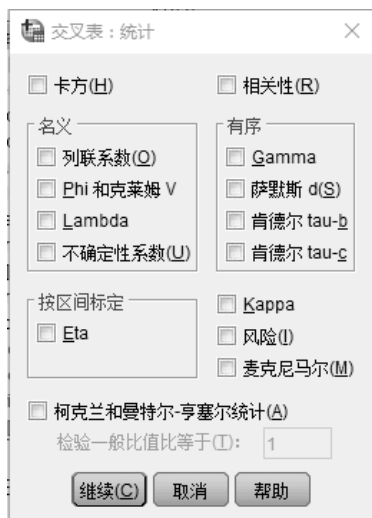 交叉表：统计
卡方(H)
相关性(R)
名义
列联系数(O)
Phi 和克莱姆 V
Lambda
不确定性系数(U)
有序
Gamma
萨默斯 d(S)
肯德尔 tau-b
肯德尔 tau-c
按区间标定
Eta
Kappa
风险(I)
麦克尼马尔(M)
柯克兰和曼特尔-亨塞尔统计(A)
检验一般比值比等于(T)： 1
继续(C) 取消 帮助